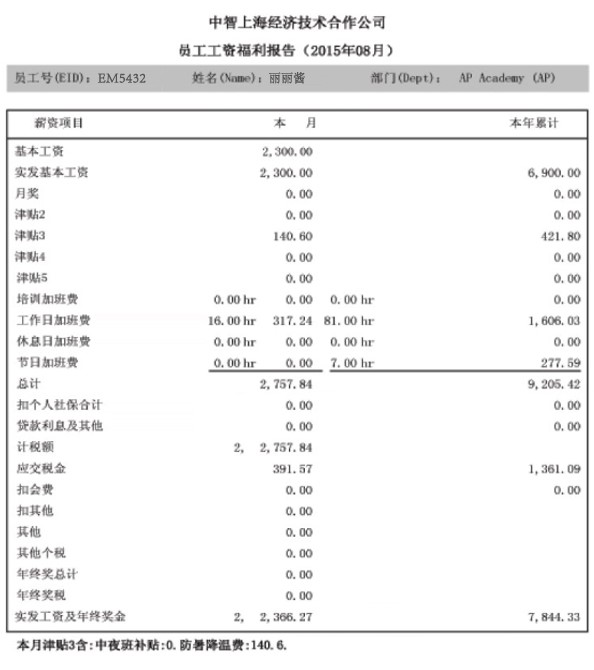 中智上海经济技术合作公司
员工工资福利报告（2015年08月）
员工号(EID): EM5432 姓名(Name): 丽丽酱 部门(Dept): AP Academy (AP)
薪资项目 本 月 本年累计
基本工资 2,300.00
实发基本工资 2,300.00 6,900.00
月奖 0.00 0.00
津贴2 0.00 0.00
津贴3 140.60 421.80
津贴4 0.00 0.00
津贴5 0.00 0.00
培训加班费 0.00 hr 0.00 0.00 hr 0.00
工作日加班费 16.00 hr 317.24 81.00 hr 1,606.03
休息日加班费 0.00 hr 0.00 0.00 hr 0.00
节日加班费 0.00 hr 0.00 7.00 hr 277.59
总计 2,757.84 9,205.42
扣个人社保合计 0.00 0.00
贷款利息及其他 0.00 0.00
计税额 2, 2,757.84
应交税金 391.57 1,361.09
扣会费 0.00 0.00
扣其他 0.00
其他 0.00
其他个税 0.00
年终奖总计 0.00
年终奖税 0.00
实发工资及年终奖金 2, 2,366.27 7,844.33
本月津贴3含:中夜班补贴:0.防暑降温费:140.6.